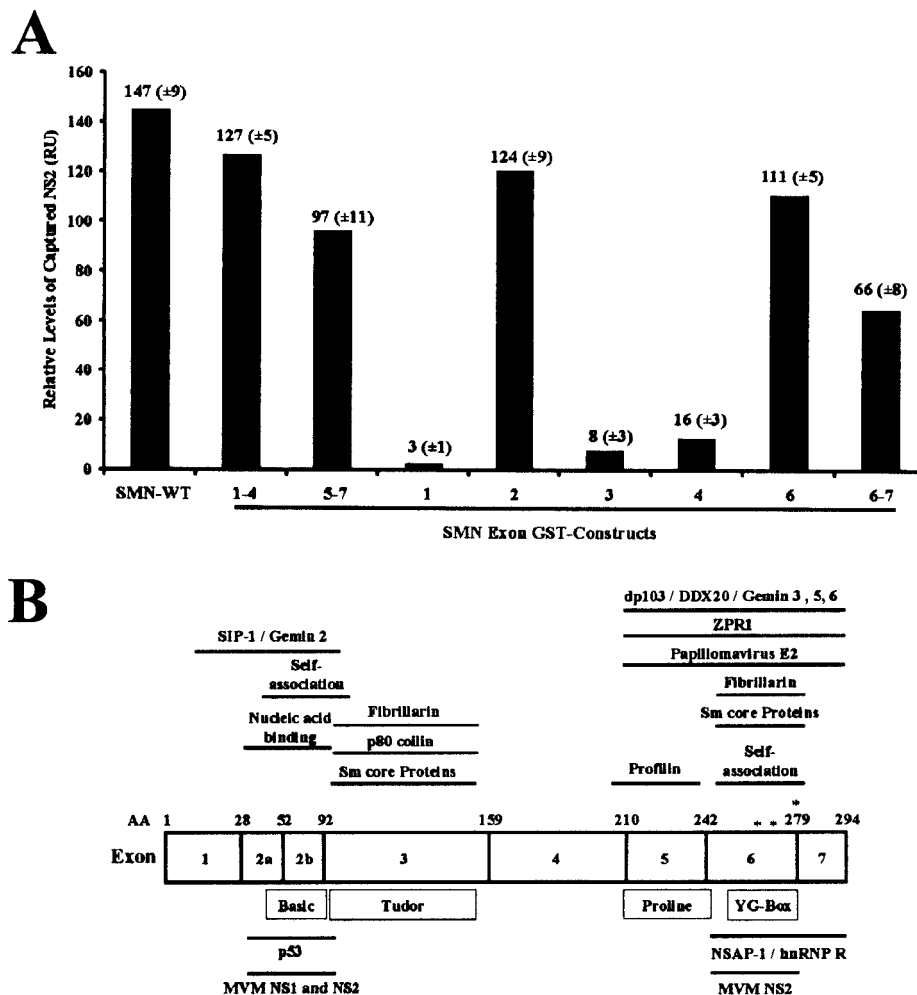 A
160
140
120
100
80
60
40
20
0
Relative Levels of Captured NS2 (RU)
147 (±9)
127 (±5)
97 (±11)
3 (±1)
124 (±9)
8 (±3)
16 (±3)
111 (±5)
66 (±8)
SMN-WT 1-4 5-7 1 2 3 4 6 6-7
SMN Exon GST-Constructs
B
dp103 / DDX20 / Gemin 3 , 5, 6
ZPR1
Papillomavirus E2
SIP-1 / Gemin 2
Self-
association
Nucleic acid
binding
Fibrillarin
p80 coilin
Sm core Proteins
Fibrillarin
Sm core Proteins
Profilin
Self-
association
* * *
AA 1 28 52 92 159 210 242 279 294
Exon 1 2a 2b 3 4 5 6 7
Basic Tudor Proline YG-Box
p53
MVM NS1 and NS2
NSAP-1 / hnRNP R
MVM NS2